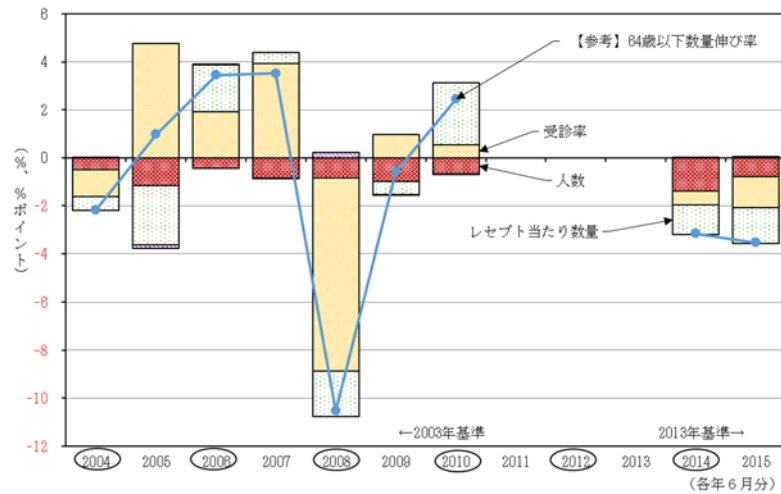 6
4
2
0
-2
-4
-6
-8
-10
-12
(%、%ポイント)
【参考】64歳以下数量伸び率
受診率
人数
レセプト当たり数量
←2003年基準
2013年基準→
2004 2005 2006 2007 2008 2009 2010 2011 2012 2013 2014 2015
(各年6月分)